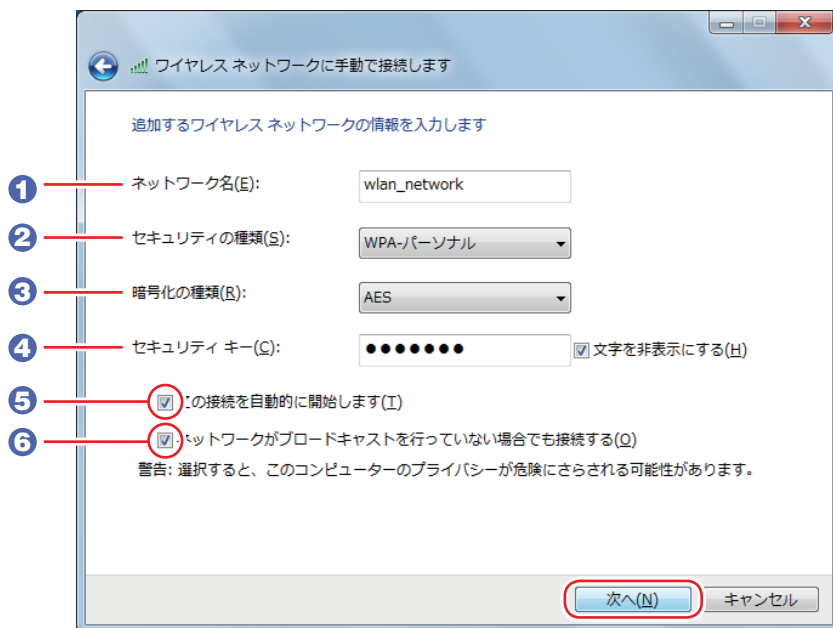 ワイヤレス ネットワークに手動で接続します
追加するワイヤレス ネットワークの情報を入力します
1 ネットワーク名(E): wlan_network
2 セキュリティの種類(S): WPA-パーソナル
3 暗号化の種類(R): AES
4 セキュリティ キー(C): ●●●●●●● 文字を非表示にする(H)
5 この接続を自動的に開始します(T)
6 ネットワークがブロードキャストを行っていない場合でも接続する(O)
警告: 選択すると、このコンピューターのプライバシーが危険にさらされる可能性があります。
次へ(N) キャンセル